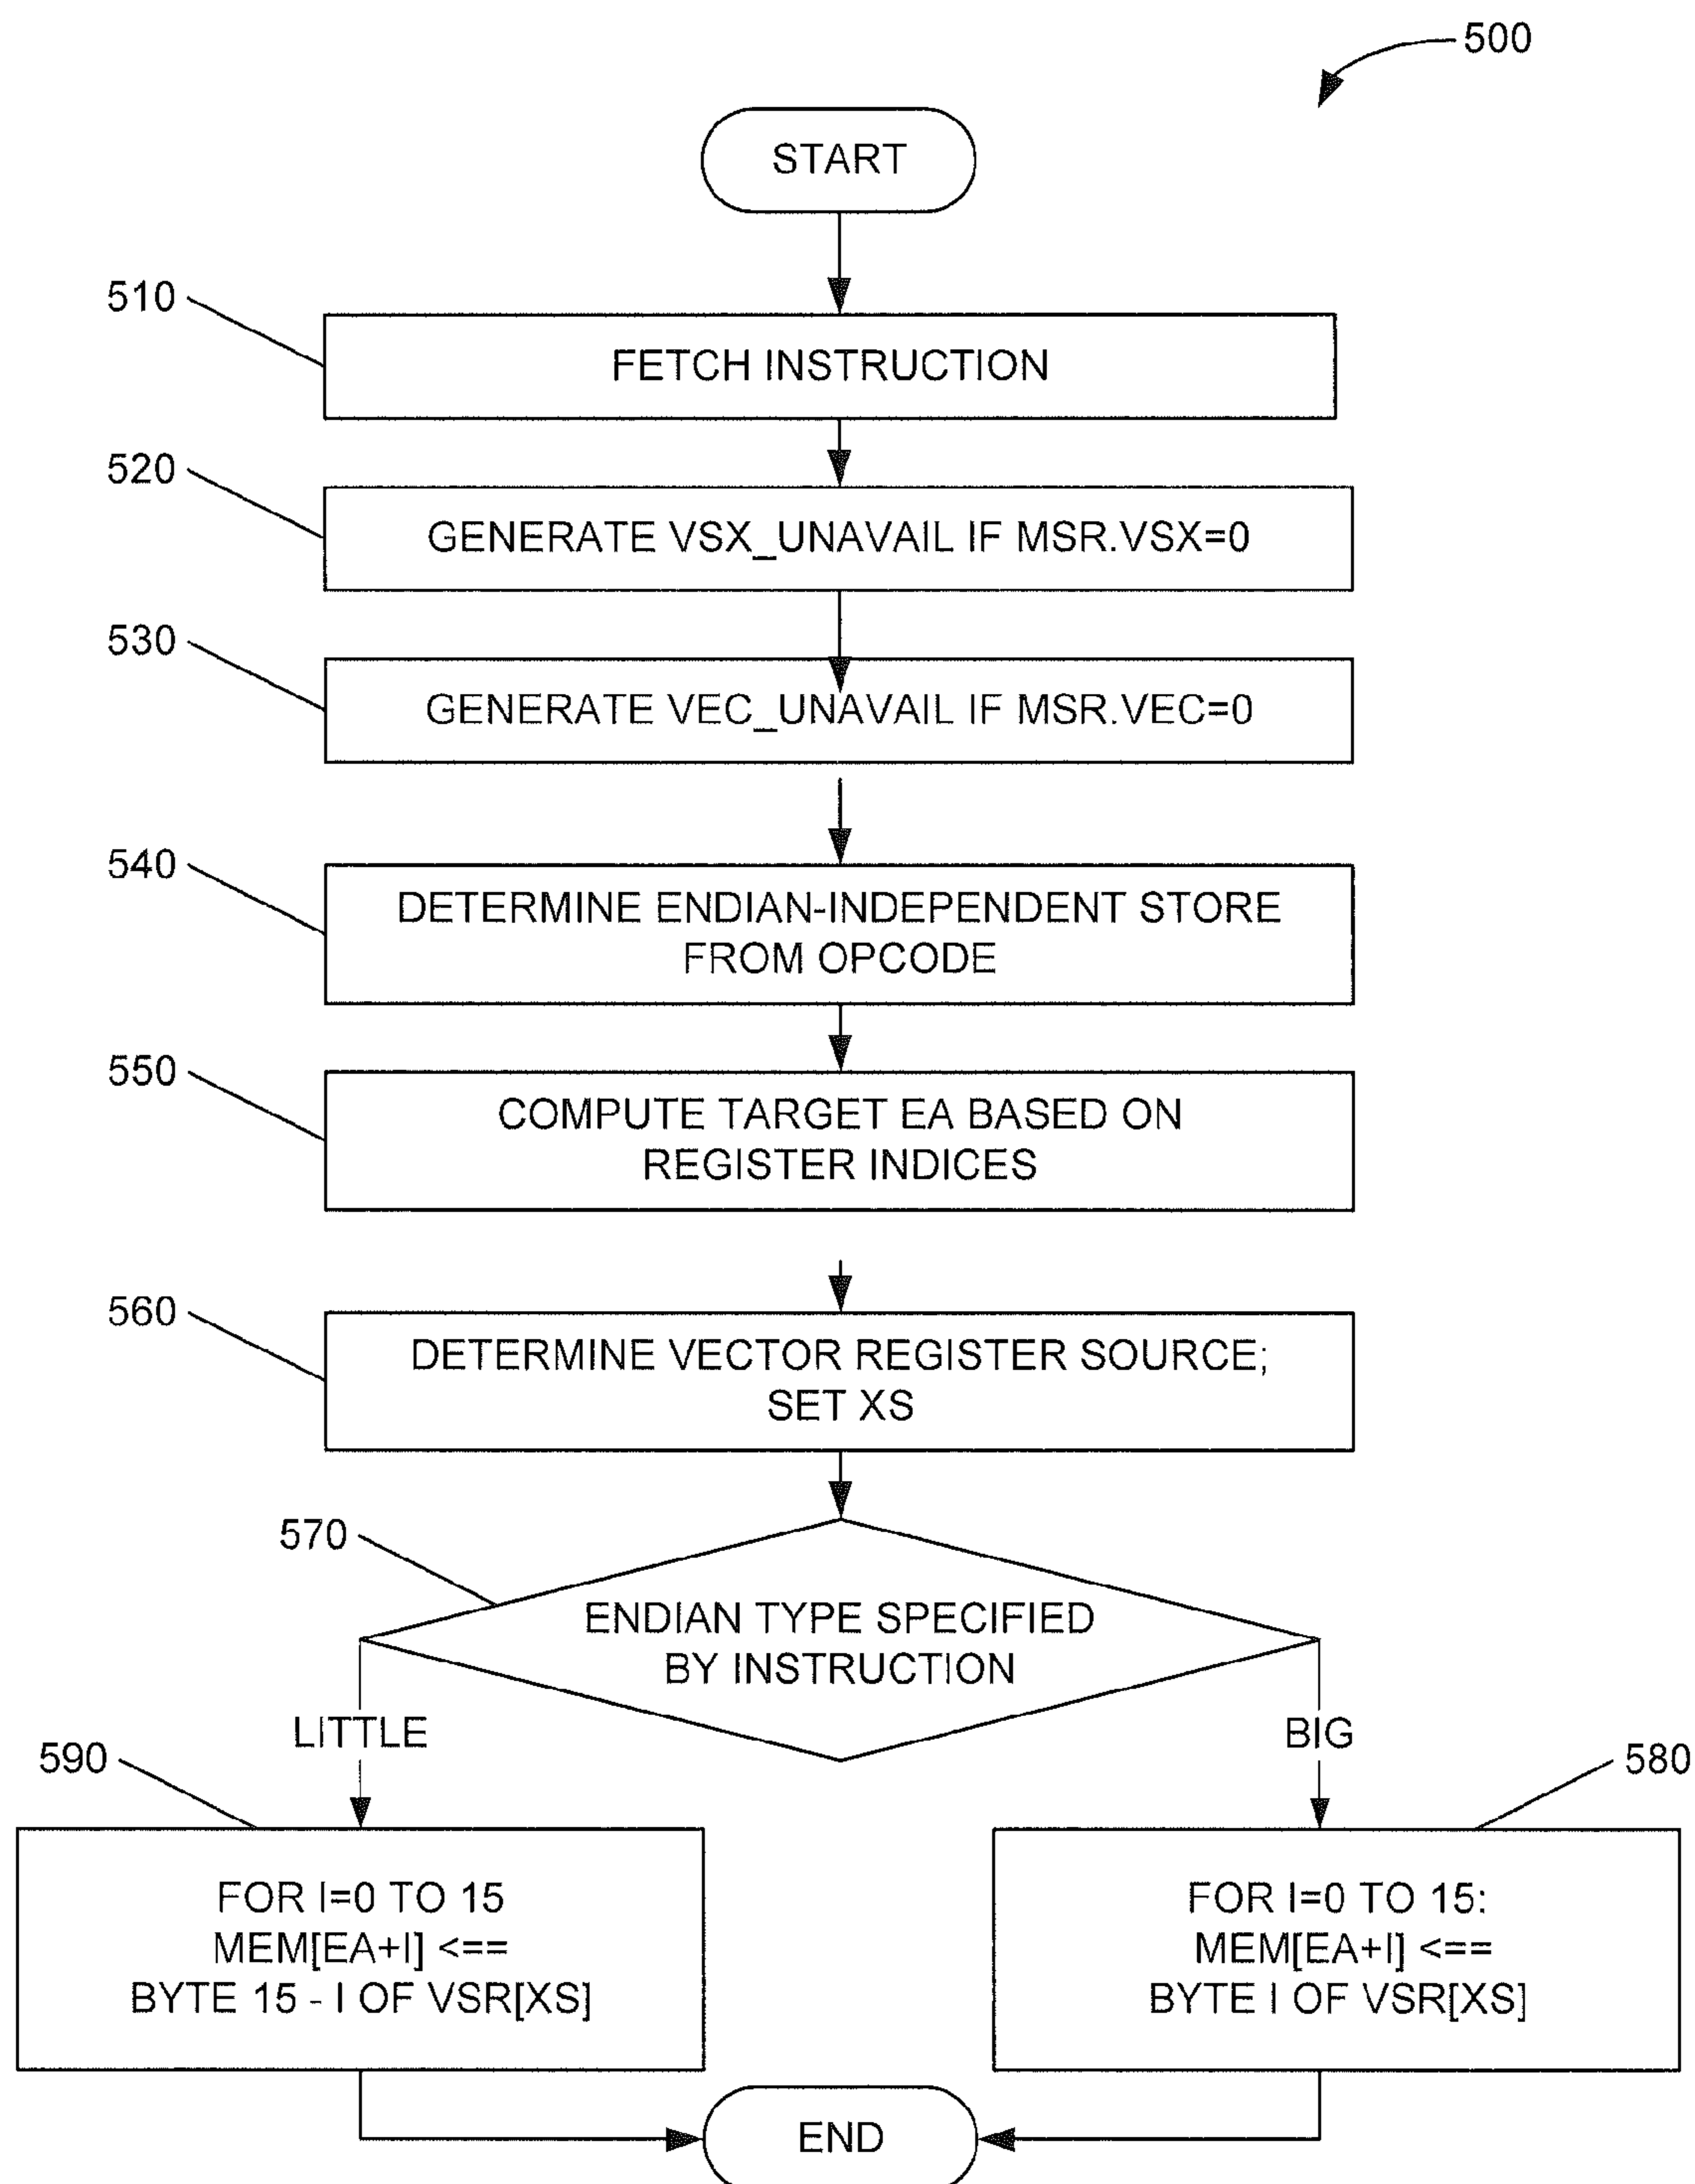 500
START
510
FETCH INSTRUCTION
520
GENERATE VSX_UNAVAIL IF MSR.VSX=0
530
GENERATE VEC_UNAVAIL IF MSR.VEC=0
540
DETERMINE ENDIAN-INDEPENDENT STORE
FROM OPCODE
550
COMPUTE TARGET EA BASED ON
REGISTER INDICES
560
DETERMINE VECTOR REGISTER SOURCE;
SET XS
570
ENDIAN TYPE SPECIFIED
BY INSTRUCTION
LITTLE
BIG
590
FOR I=0 TO 15
MEM[EA+I] <==
BYTE 15 - I OF VSR[XS]
580
FOR I=0 TO 15:
MEM[EA+I] <==
BYTE I OF VSR[XS]
END